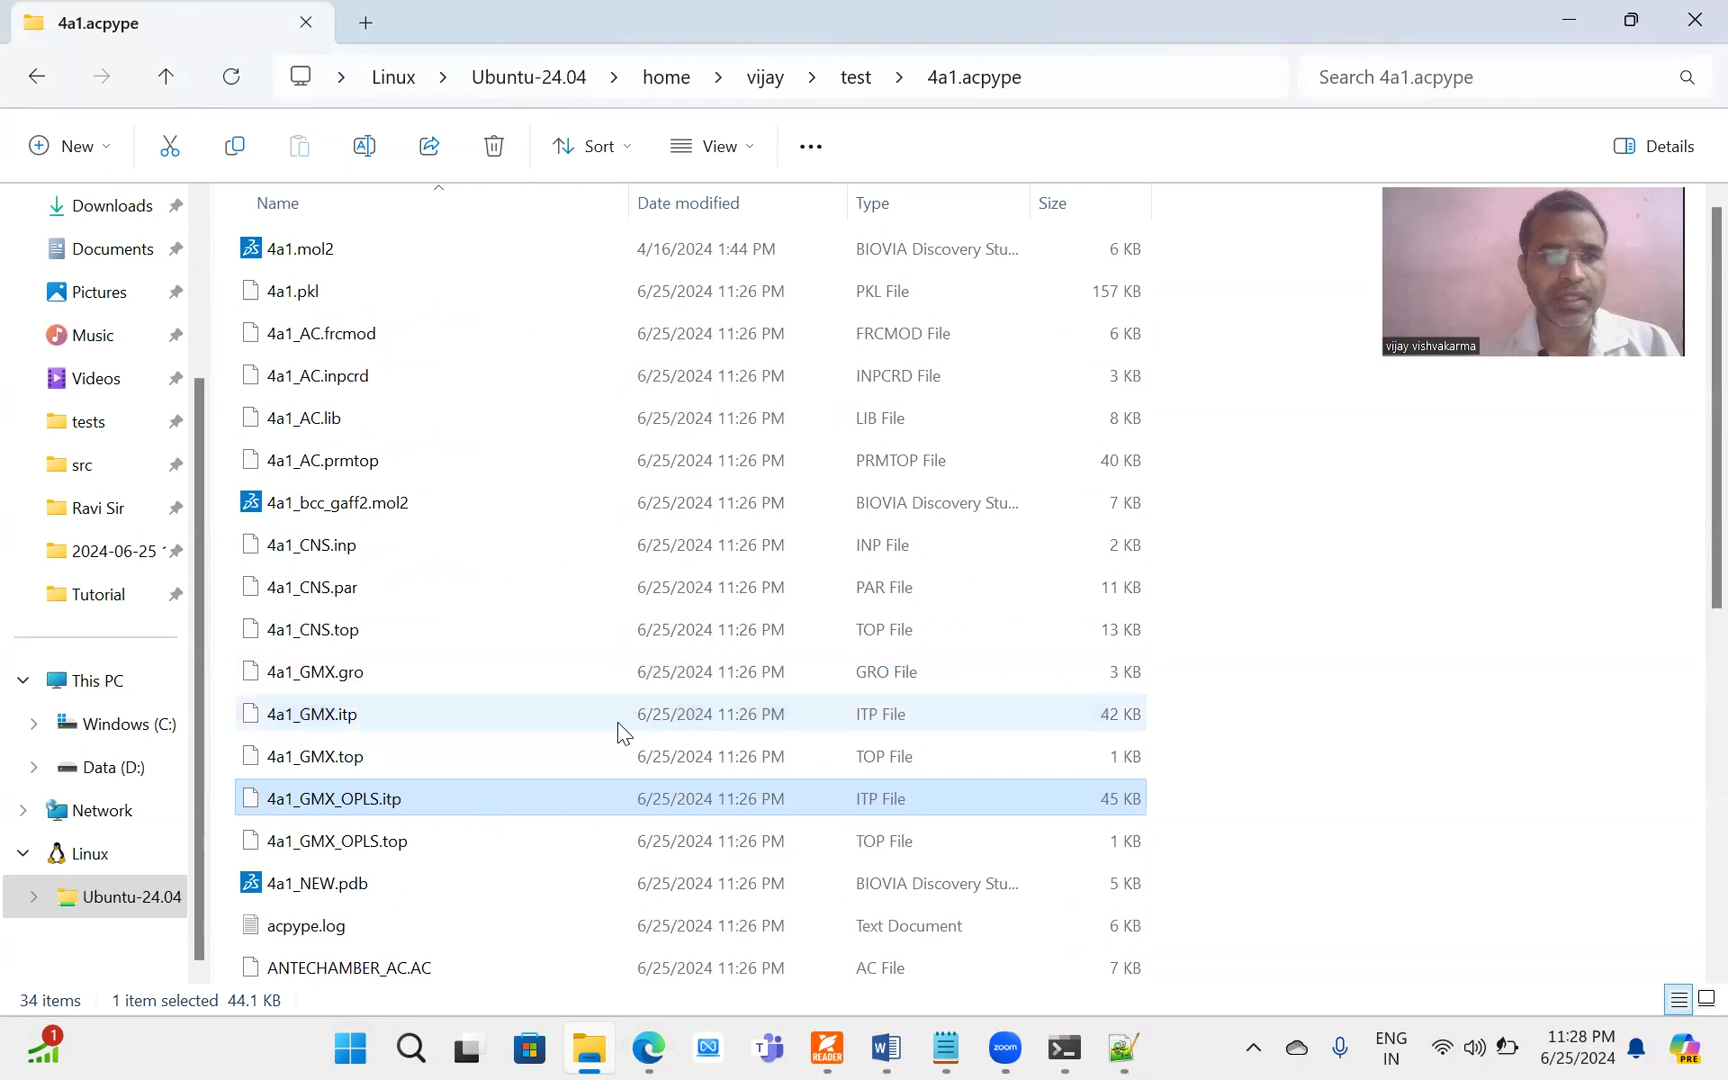 4a1.acpype
Linux > Ubuntu-24.04 > home > vijay > test > 4a1.acpype
Search 4a1.acpype
New
Sort
View
Details
Downloads
Documents
Pictures
Music
Videos
tests
src
Ravi Sir
2024-06-25
Tutorial
This PC
Windows (C:)
Data (D:)
Network
Linux
Ubuntu-24.04
Name Date modified Type Size
4a1.mol2 4/16/2024 1:44 PM BIOVIA Discovery Stu... 6 KB
4a1.pkl 6/25/2024 11:26 PM PKL File 157 KB
4a1_AC.frcmod 6/25/2024 11:26 PM FRCMOD File 6 KB
4a1_AC.inpcrd 6/25/2024 11:26 PM INPCRD File 3 KB
4a1_AC.lib 6/25/2024 11:26 PM LIB File 8 KB
4a1_AC.prmtop 6/25/2024 11:26 PM PRMTOP File 40 KB
4a1_bcc_gaff2.mol2 6/25/2024 11:26 PM BIOVIA Discovery Stu... 7 KB
4a1_CNS.inp 6/25/2024 11:26 PM INP File 2 KB
4a1_CNS.par 6/25/2024 11:26 PM PAR File 11 KB
4a1_CNS.top 6/25/2024 11:26 PM TOP File 13 KB
4a1_GMX.gro 6/25/2024 11:26 PM GRO File 3 KB
4a1_GMX.itp 6/25/2024 11:26 PM ITP File 42 KB
4a1_GMX.top 6/25/2024 11:26 PM TOP File 1 KB
4a1_GMX_OPLS.itp 6/25/2024 11:26 PM ITP File 45 KB
4a1_GMX_OPLS.top 6/25/2024 11:26 PM TOP File 1 KB
4a1_NEW.pdb 6/25/2024 11:26 PM BIOVIA Discovery Stu... 5 KB
acpype.log 6/25/2024 11:26 PM Text Document 6 KB
ANTECHAMBER_AC.AC 6/25/2024 11:26 PM AC File 7 KB
vijay vishvakarma
34 items 1 item selected 44.1 KB
1
READER
zoom
ENG
IN
11:28 PM
6/25/2024
PRE